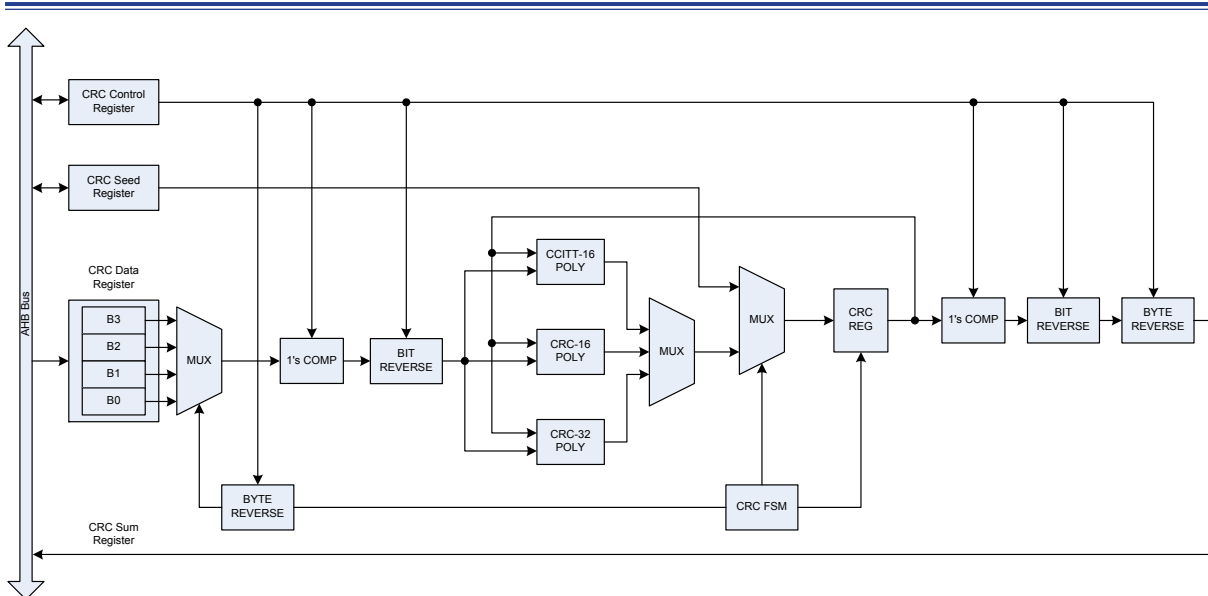 CRC Control
Register
CRC Seed
Register
CRC Data
Register
AHB Bus
B3
B2
B1
B0
MUX
1's COMP
BIT
REVERSE
CCITT-16
POLY
CRC-16
POLY
CRC-32
POLY
MUX
MUX
CRC
REG
1's COMP
BIT
REVERSE
BYTE
REVERSE
BYTE
REVERSE
CRC FSM
CRC Sum
Register